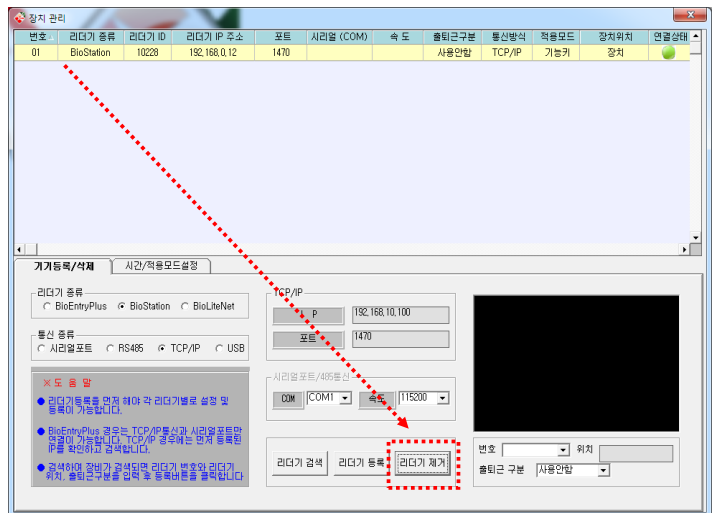 장치 관리
번호 리더기 종류 리더기 ID 리더기 IP 주소 포트 시리얼 (COM) 속 도 출퇴근구분 통신방식 적용모드 장치위치 연결상태
01 BioStation 10228 192,168,0,12 1470 사용안함 TCP/IP 기능키 장치
기기등록/삭제 시간/적용모드설정
리더기 종류
BioEntryPlus BioStation BioLiteNet
통신 종류
시리얼포트 RS485 TCP/IP USB
※ 도 움 말
리더기등록을 먼저 해야 각 리더기별로 설정 및
등록이 가능합니다.
BioEntryPlus 경우는 TCP/IP통신과 시리얼포트만
연결이 가능합니다. TCP/IP 경우에는 먼저 등록된
IP를 확인하고 검색합니다.
검색하여 장비가 검색되면 리더기 번호와 리더기
위치, 출퇴근구분을 입력 후 등록버튼을 클릭합니다
TCP/IP
I P 192,168,10,100
포트 1470
시리얼포트/485통신
COM COM1 속도 115200
리더기 검색 리더기 등록 리더기 제거
번호 위치
출퇴근 구분 사용안함